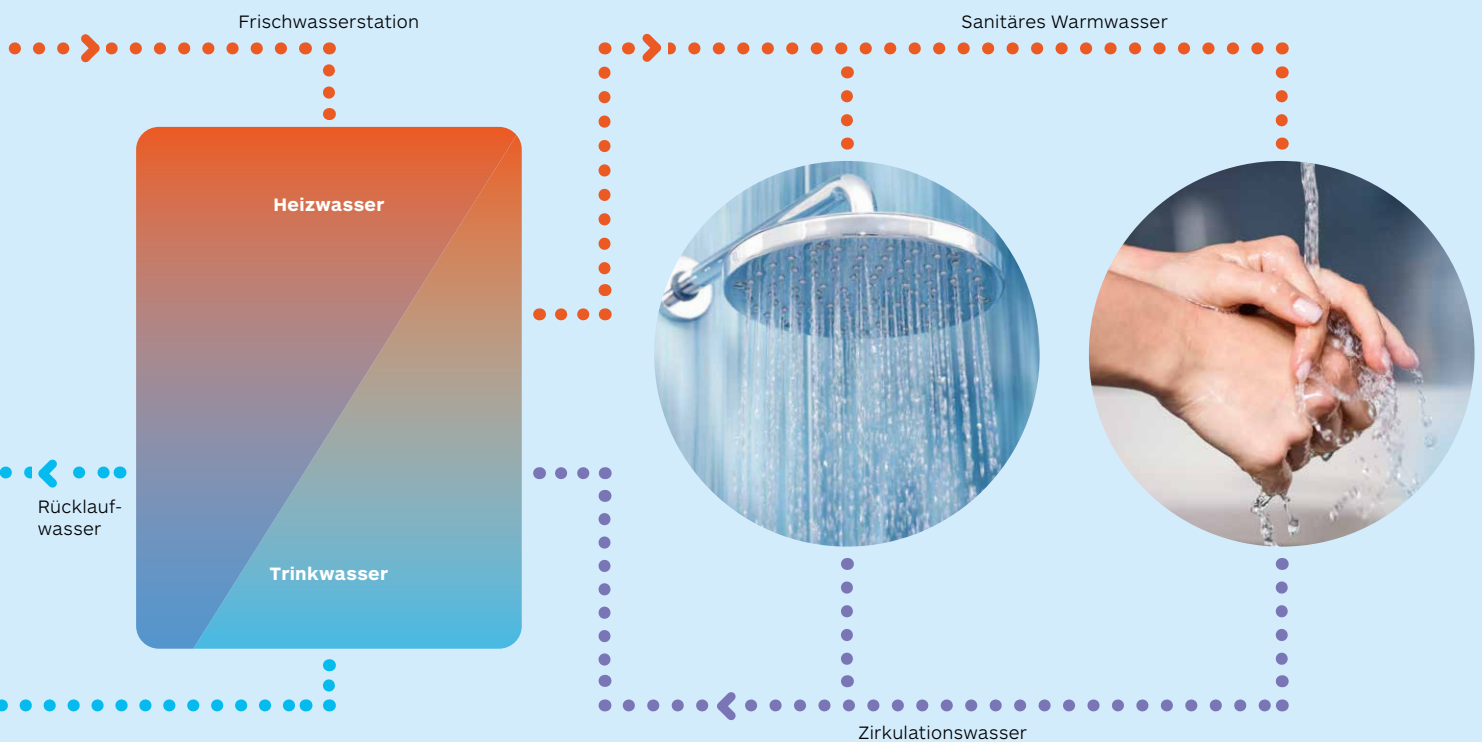 Frischwasserstation
Sanitäres Warmwasser
Heizwasser
Rücklauf-
wasser
Trinkwasser
Zirkulationswasser